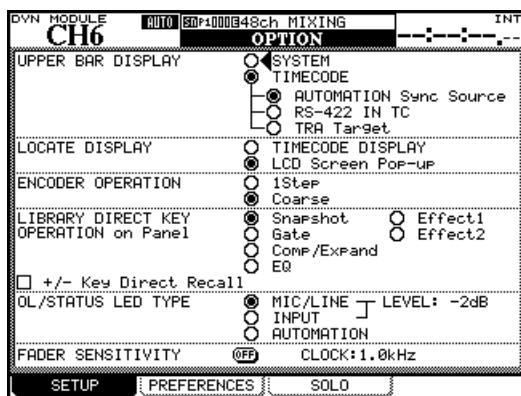 DYN MODULE
CH6
AUTO
48ch MIXING
INT
OPTION
--:--:--.--
UPPER BAR DISPLAY
SYSTEM
TIMECODE
AUTOMATION Sync Source
RS-422 IN TC
TRA Target
LOCATE DISPLAY
TIMECODE DISPLAY
LCD Screen Pop-up
ENCODER OPERATION
1Step
Coarse
LIBRARY DIRECT KEY
OPERATION on Panel
Snapshot
Effect1
Gate
Effect2
Comp/Expand
EQ
+/- Key Direct Recall
OL/STATUS LED TYPE
MIC/LINE
LEVEL: -2dB
INPUT
AUTOMATION
FADER SENSITIVITY
OFF
CLOCK:1.0kHz
SETUP
PREFERENCES
SOLO